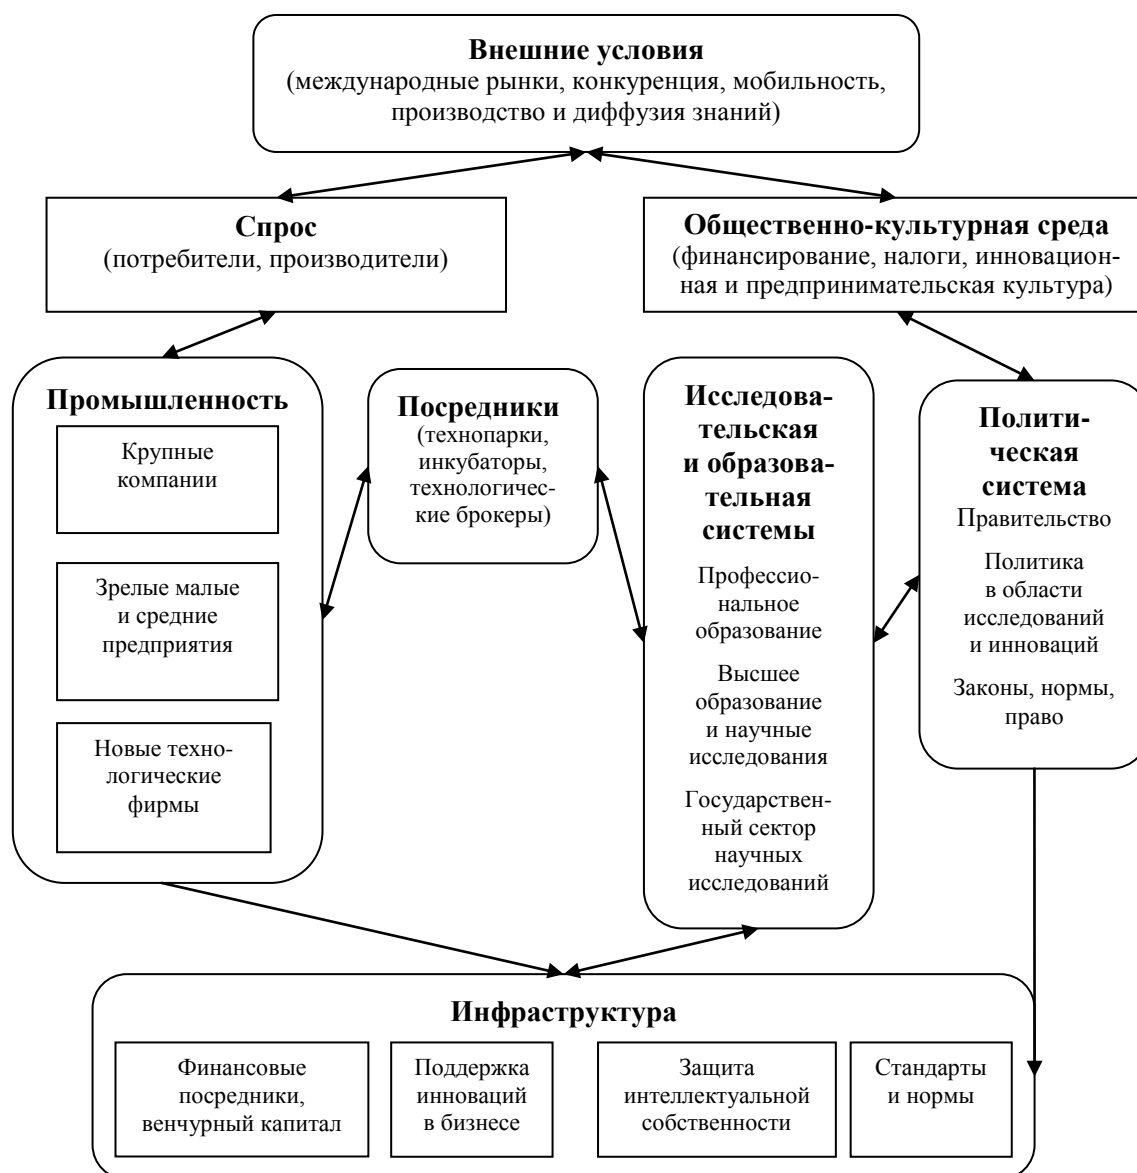 Внешние условия
(международные рынки, конкуренция, мобильность,
производство и диффузия знаний)
Спрос
(потребители, производители)
Общественно-культурная среда
(финансирование, налоги, инновацион-
ная и предпринимательская культура)
Промышленность
Крупные
компании
Зрелые малые
и средние
предприятия
Новые техно-
логические
фирмы
Посредники
(технопарки,
инкубаторы,
технологичес-
кие брокеры)
Исследова-
тельская
и образова-
тельная
системы
Профессио-
нальное
образование
Высшее
образование
и научные
исследования
Государствен-
ный сектор
научных
исследований
Полити-
ческая
система
Правительство
Политика
в области
исследований
и инноваций
Законы, нормы,
право
Инфраструктура
Финансовые
посредники,
венчурный капитал
Поддержка
инноваций
в бизнесе
Защита
интеллектуальной
собственности
Стандарты
и нормы